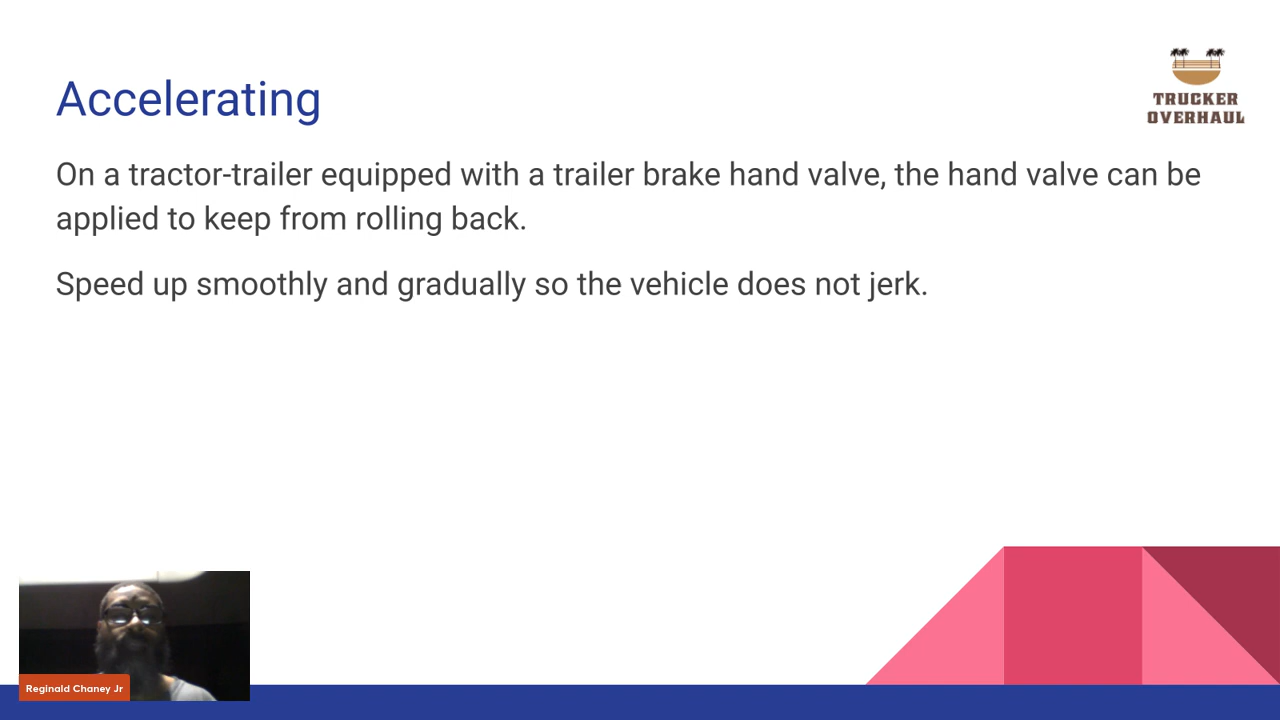 Accelerating
TRUCKER
OVERHAUL
On a tractor-trailer equipped with a trailer brake hand valve, the hand valve can be
applied to keep from rolling back.
Speed up smoothly and gradually so the vehicle does not jerk.
Reginald Chaney Jr